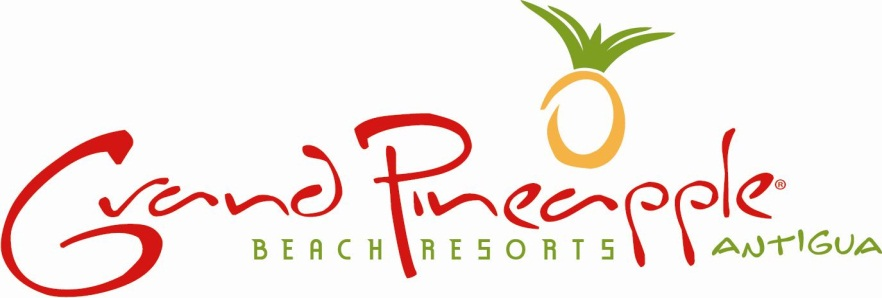 Grand Pineapple®
BEACH RESORTS ANTIGUA